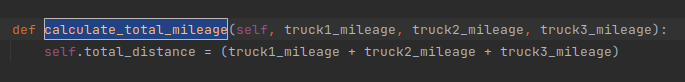 def calculate_total_mileage(self, truck1_mileage, truck2_mileage, truck3_mileage):
self.total_distance = (truck1_mileage + truck2_mileage + truck3_mileage)